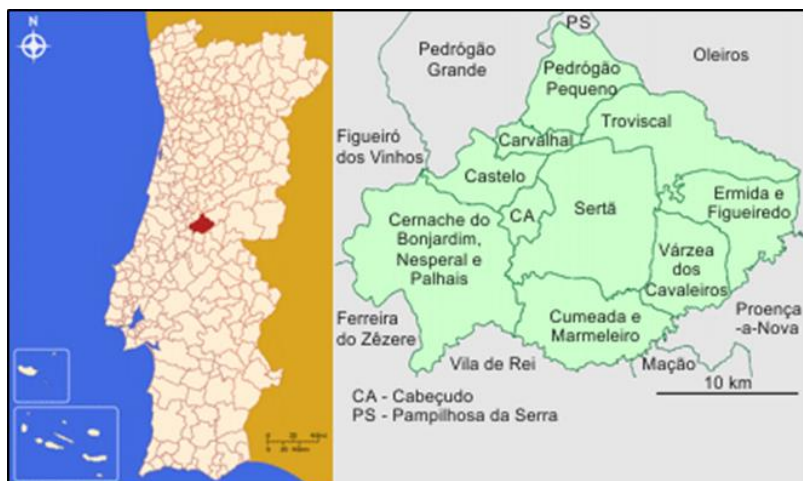 N
PS
Pedrógão
Grande
Oleiros
Pedrógão
Pequeno
Troviscal
Figueiró
dos Vinhos
Carvalhal
Castelo
Ermida e
Figueiredo
CA
Sertã
Cernache do
Bonjardim,
Nesperal e
Palhais
Várzea
dos
Cavaleiros
Ferreira
do Zêzere
Cumeada e
Marmeleiro
Proença
-a-Nova
Vila de Rei
Mação
10 km
CA - Cabeçudo
PS - Pampilhosa da Serra